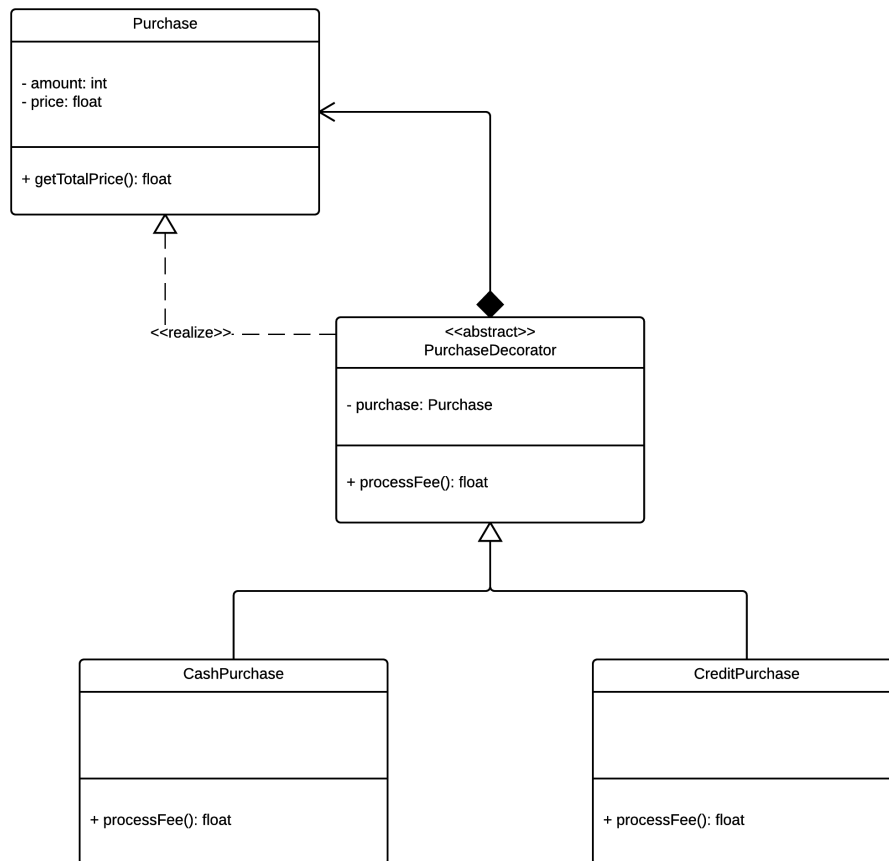 Purchase
- amount: int
- price: float
+ getTotalPrice(): float
<<realize>>
<<abstract>>
PurchaseDecorator
- purchase: Purchase
+ processFee(): float
CashPurchase
+ processFee(): float
CreditPurchase
+ processFee(): float